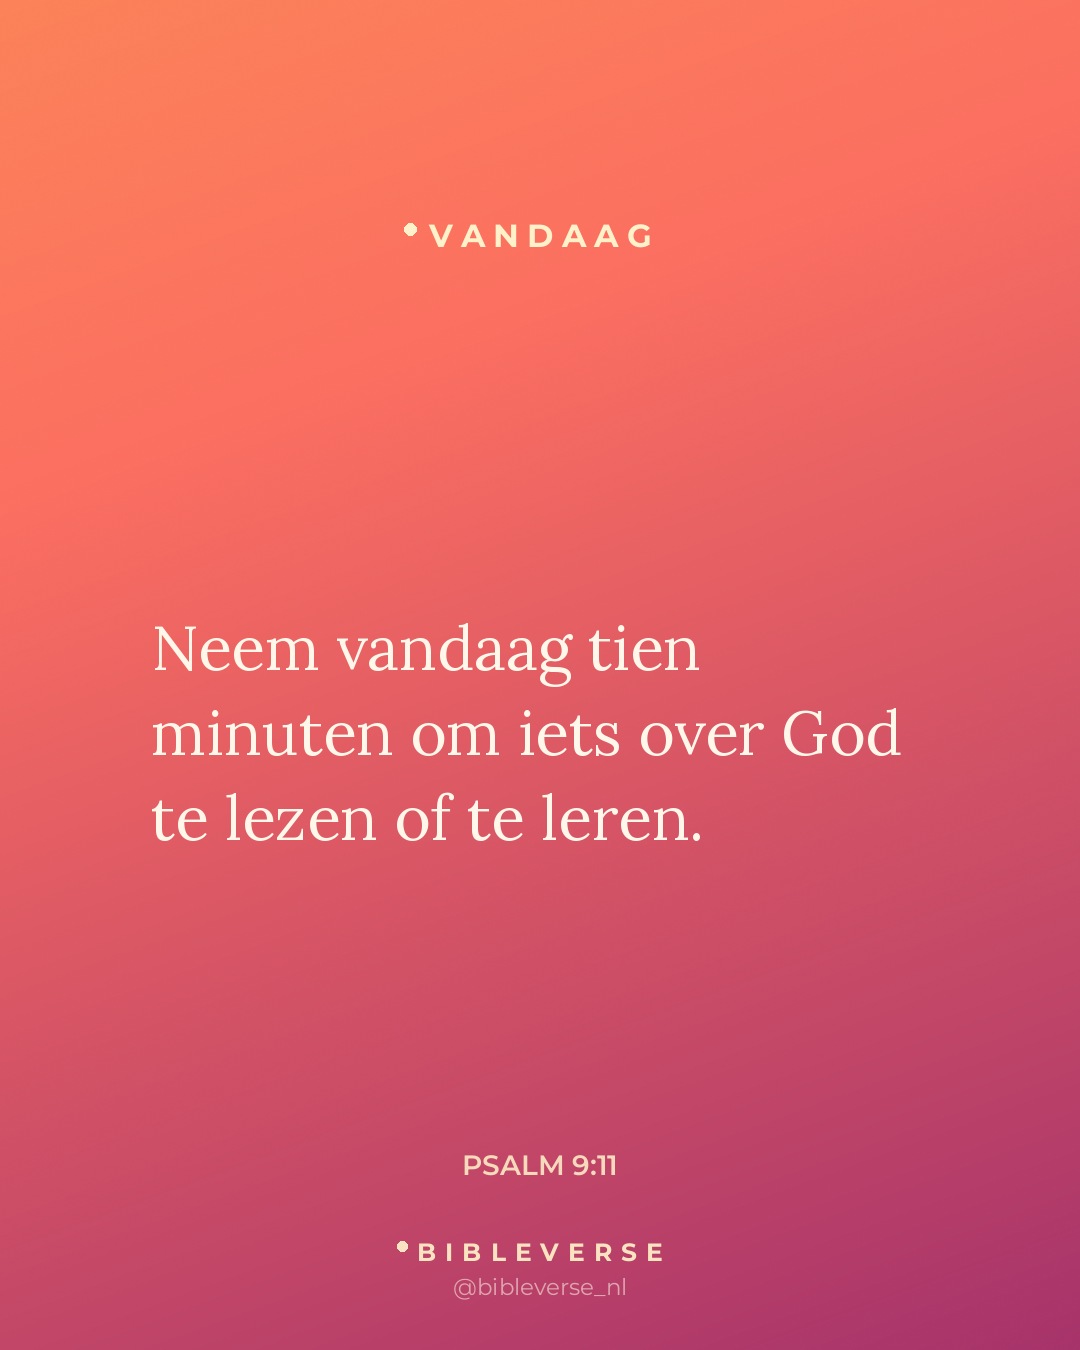 VANDAAG
Neem vandaag tien
minuten om iets over God
te lezen of te leren.
PSALM 9:11
BIBLEVERSE
@bibleverse_nl